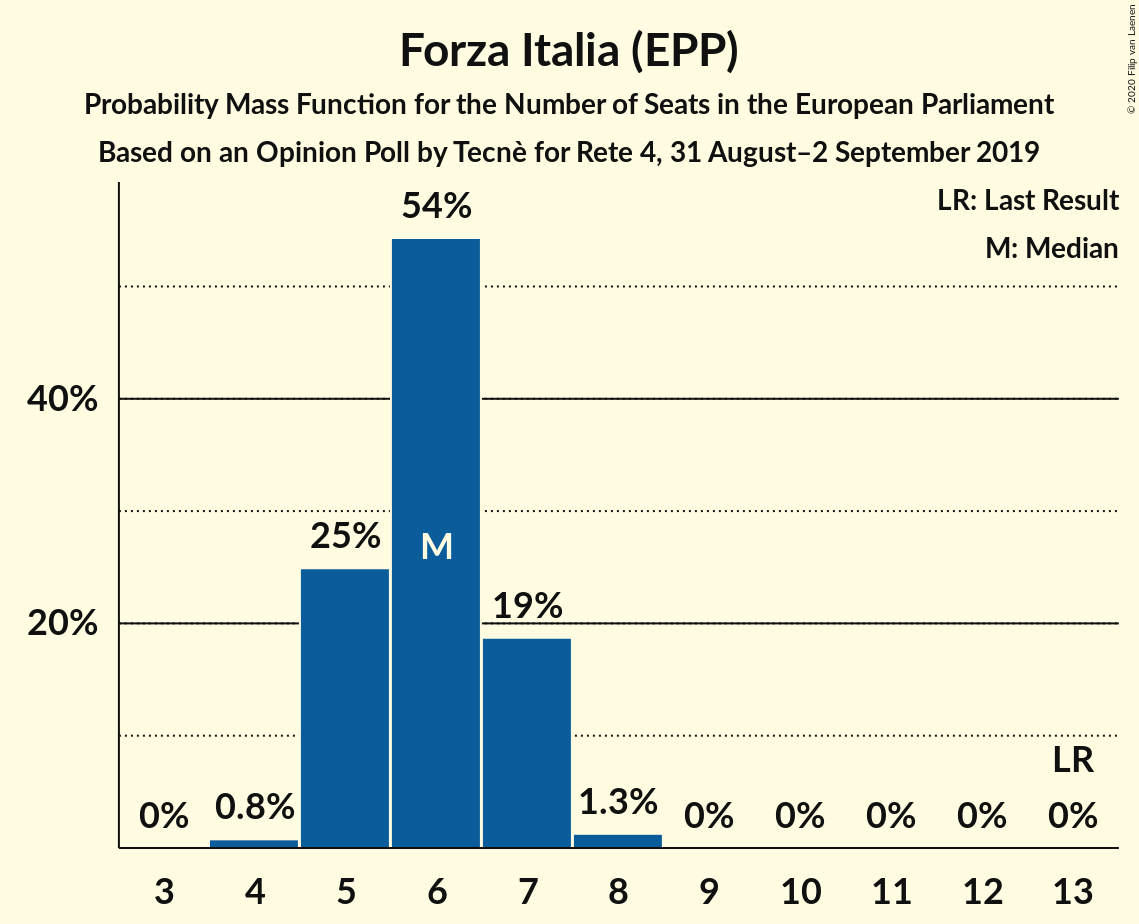 Forza Italia (EPP)
Probability Mass Function for the Number of Seats in the European Parliament
Based on an Opinion Poll by Tecnè for Rete 4, 31 August–2 September 2019
© 2020 Filip van Laenen
LR: Last Result
M: Median
54%
40%
25%
M
19%
20%
LR
0%
0.8%
1.3%
0%
0%
0%
0%
0%
3 4 5 6 7 8 9 10 11 12 13